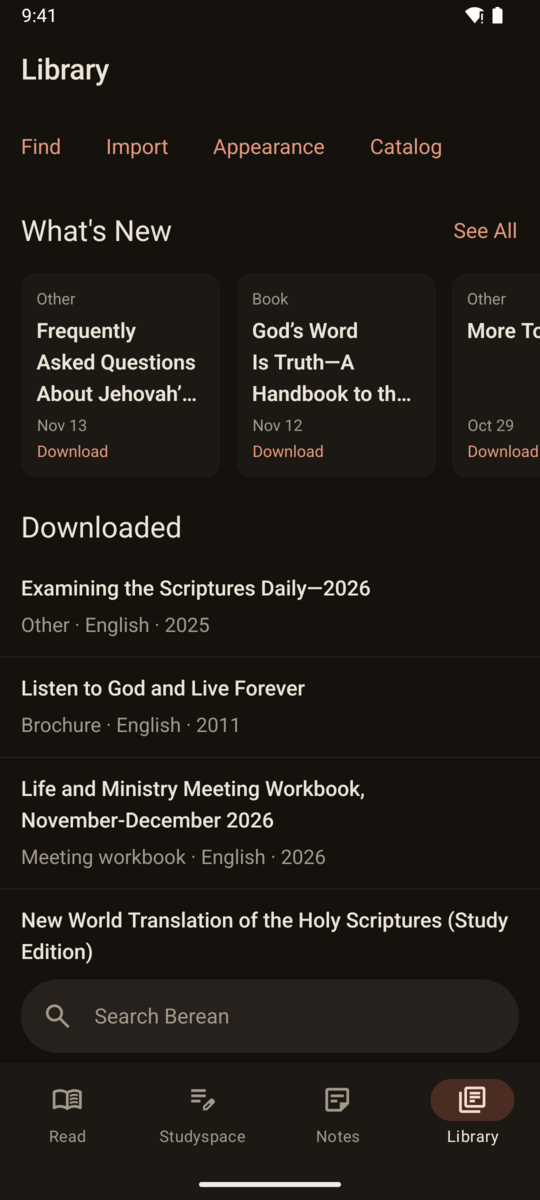 9:41
Library
Find Import Appearance Catalog
What's New See All
Other
Frequently
Asked Questions
About Jehovah’…
Nov 13
Download
Book
God’s Word
Is Truth—A
Handbook to th…
Nov 12
Download
Other
More To
Oct 29
Download
Downloaded
Examining the Scriptures Daily—2026
Other · English · 2025
Listen to God and Live Forever
Brochure · English · 2011
Life and Ministry Meeting Workbook,
November-December 2026
Meeting workbook · English · 2026
New World Translation of the Holy Scriptures (Study
Edition)
Search Berean
Read Studyspace Notes Library